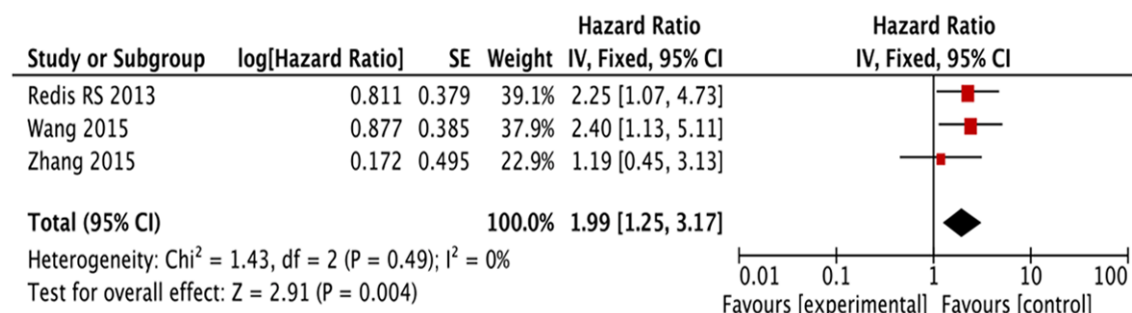 Hazard Ratio Hazard Ratio
Study or Subgroup log[Hazard Ratio] SE Weight IV, Fixed, 95% CI IV, Fixed, 95% CI
Redis RS 2013 0.811 0.379 39.1% 2.25 [1.07, 4.73]
Wang 2015 0.877 0.385 37.9% 2.40 [1.13, 5.11]
Zhang 2015 0.172 0.495 22.9% 1.19 [0.45, 3.13]
Total (95% CI) 100.0% 1.99 [1.25, 3.17]
Heterogeneity: Chi² = 1.43, df = 2 (P = 0.49); I² = 0%
Test for overall effect: Z = 2.91 (P = 0.004)
0.01 0.1 1 10 100
Favours [experimental] Favours [control]